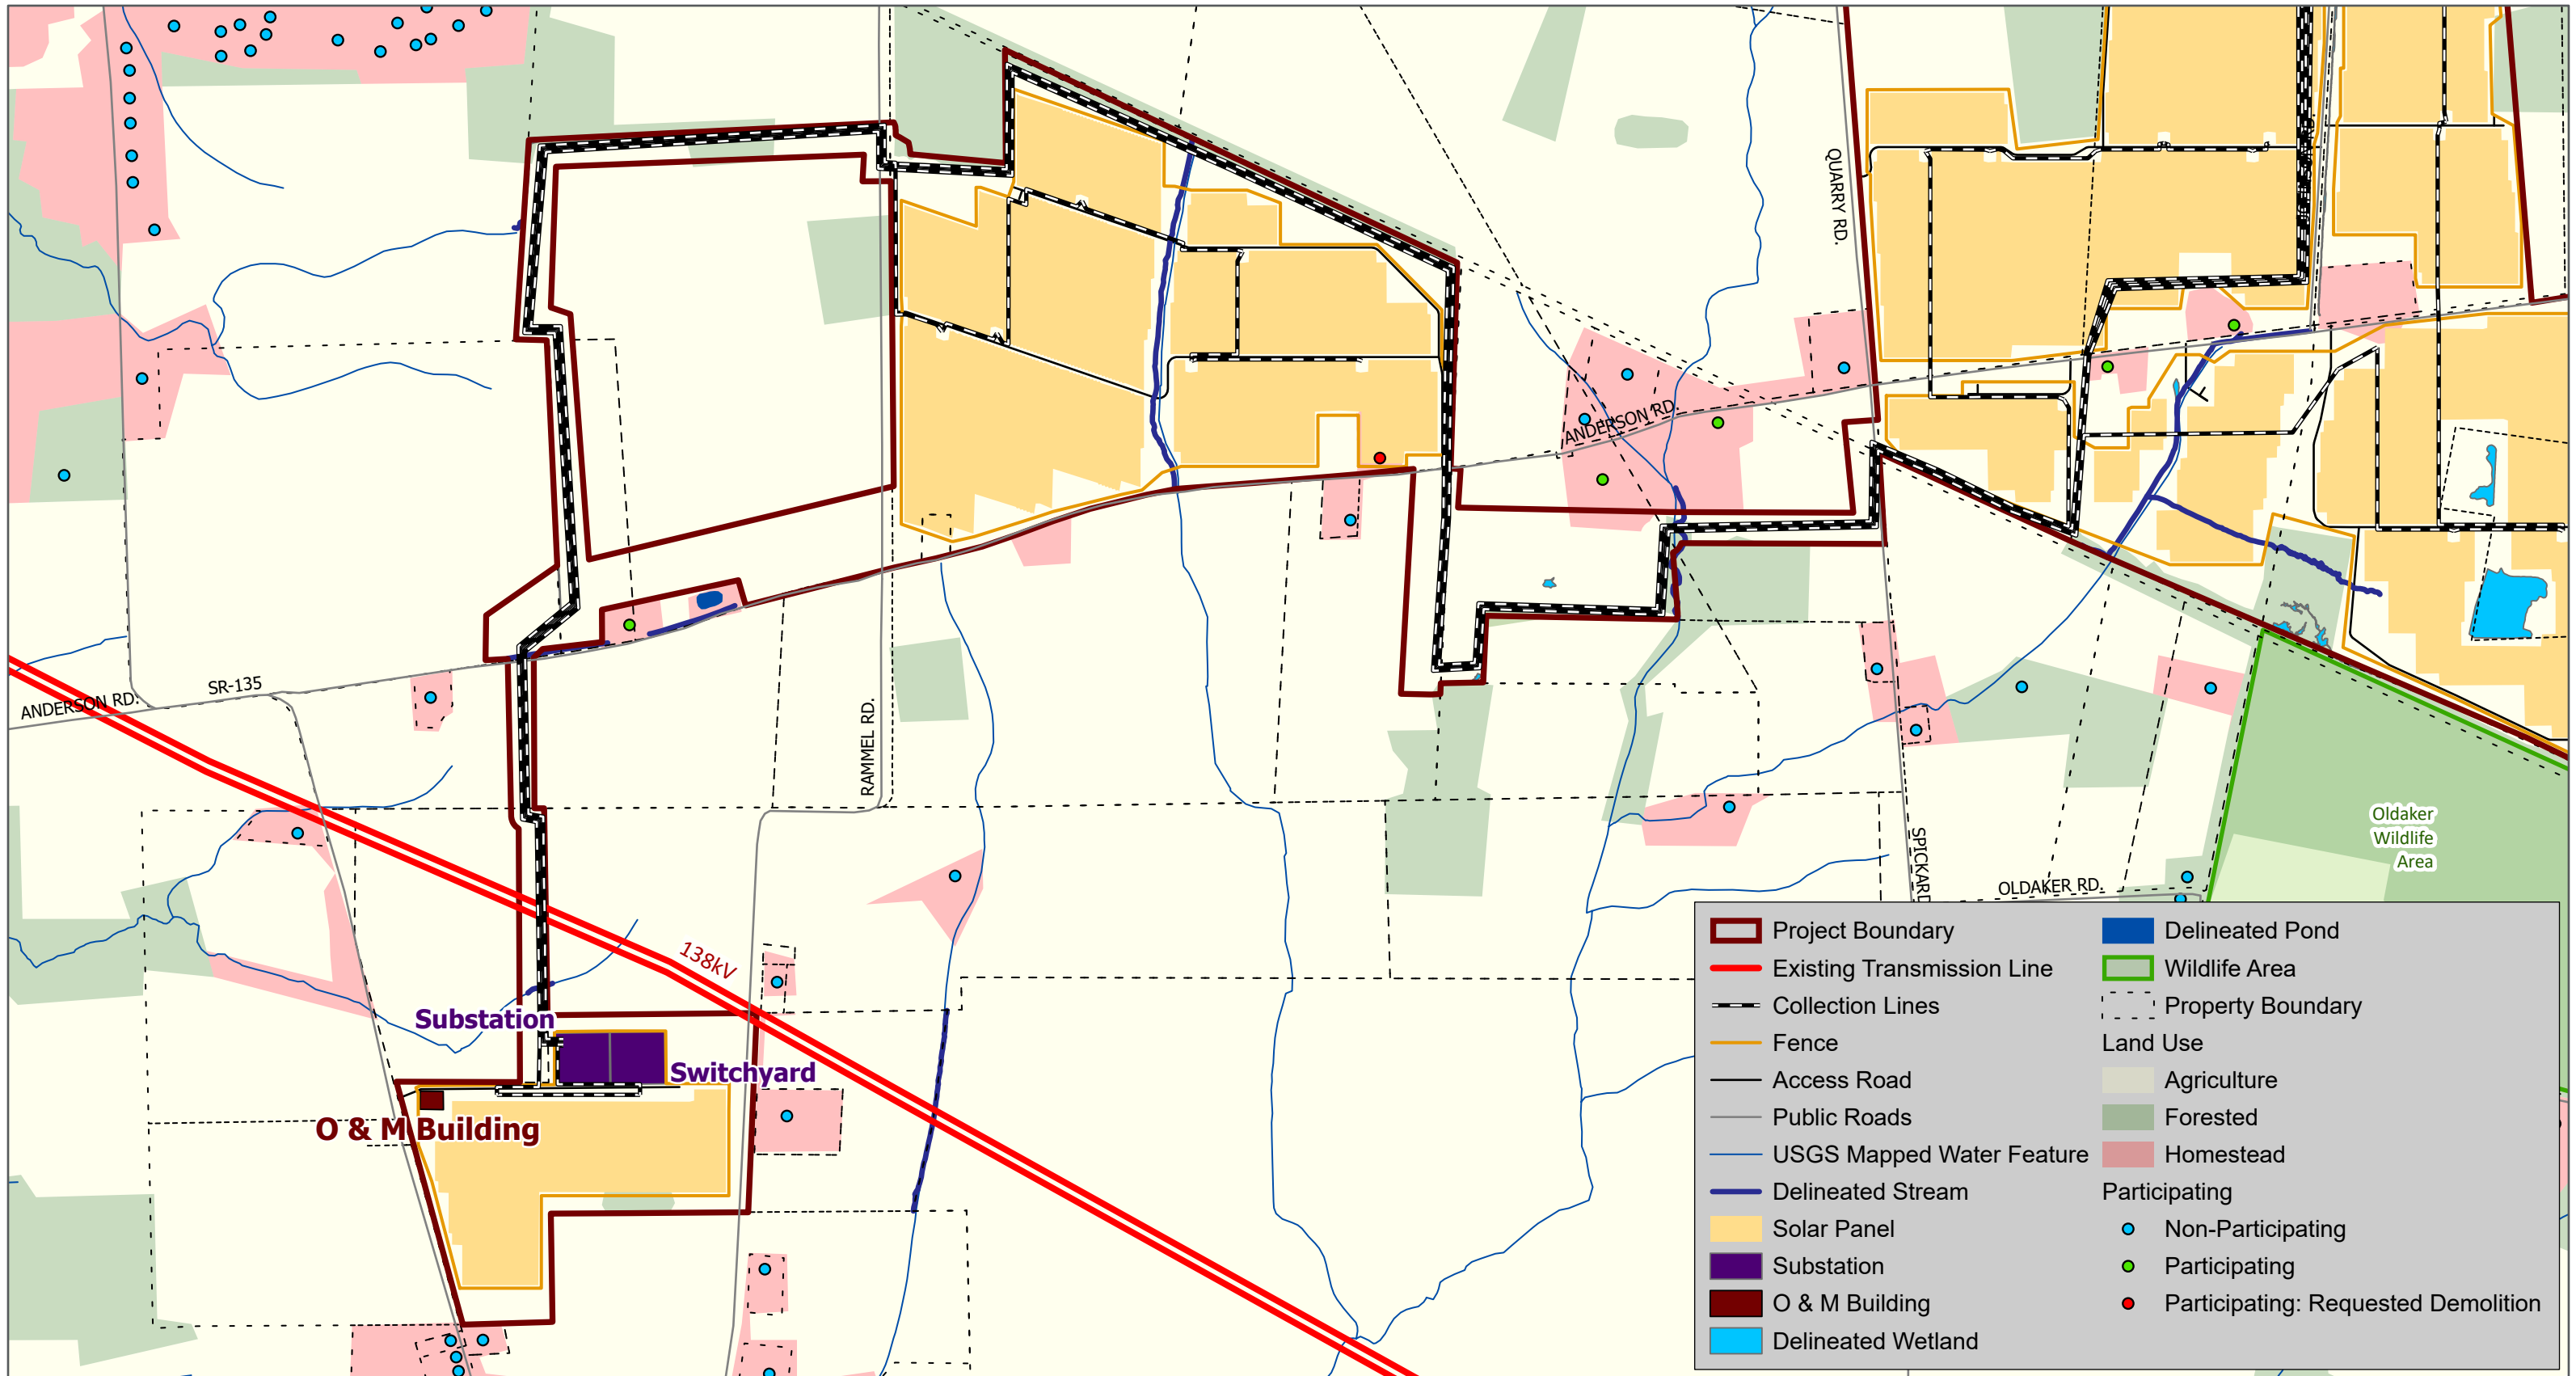 QUARRY RD.
ANDERSON RD.
ANDERSON RD.
SR-135
RAMMEL RD.
138kV
SPICKARD
OLDAKER RD.
Oldaker
Wildlife
Area
Substation
Switchyard
O & M Building
Project Boundary
Existing Transmission Line
Collection Lines
Fence
Access Road
Public Roads
USGS Mapped Water Feature
Delineated Stream
Solar Panel
Substation
O & M Building
Delineated Wetland
Delineated Pond
Wildlife Area
Property Boundary
Land Use
Agriculture
Forested
Homestead
Participating
Non-Participating
Participating
Participating: Requested Demolition